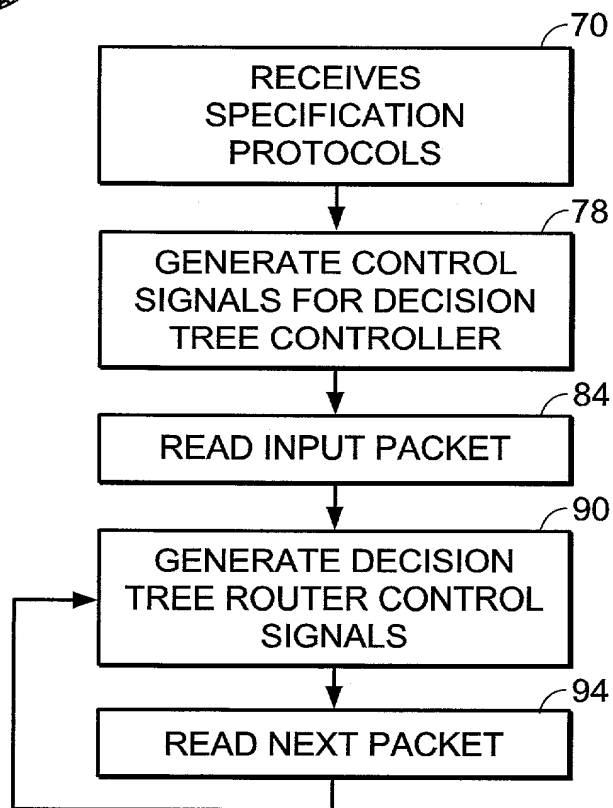 70
RECEIVES
SPECIFICATION
PROTOCOLS
78
GENERATE CONTROL
SIGNALS FOR DECISION
TREE CONTROLLER
84
READ INPUT PACKET
90
GENERATE DECISION
TREE ROUTER CONTROL
SIGNALS
94
READ NEXT PACKET